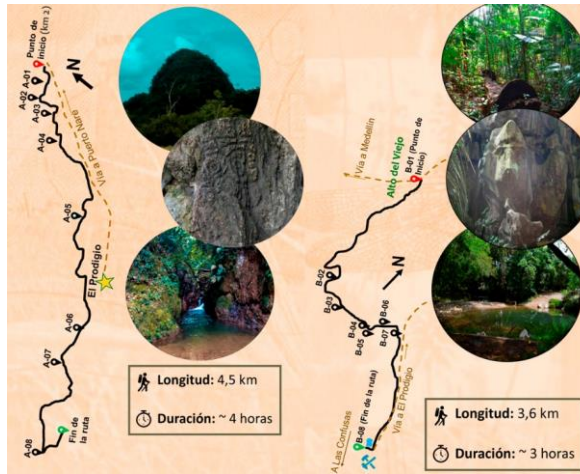 Punto de
inicio (km 2)
A-01
A-02
A-03
A-04
N
Vía a Puerto Nare
A-05
El Prodigio
A-06
A-07
A-08
Fin de
la ruta
Longitud: 4,5 km
Duración: ~ 4 horas
Vía a Medellín
Alto del Viejo
B-01 (Punto de
inicio)
B-02
N
B-03
B-04
B-05
B-06
B-07
B-08 (Fin de la ruta)
Vía a El Prodigio
A Las Confusas
Longitud: 3,6 km
Duración: ~ 3 horas